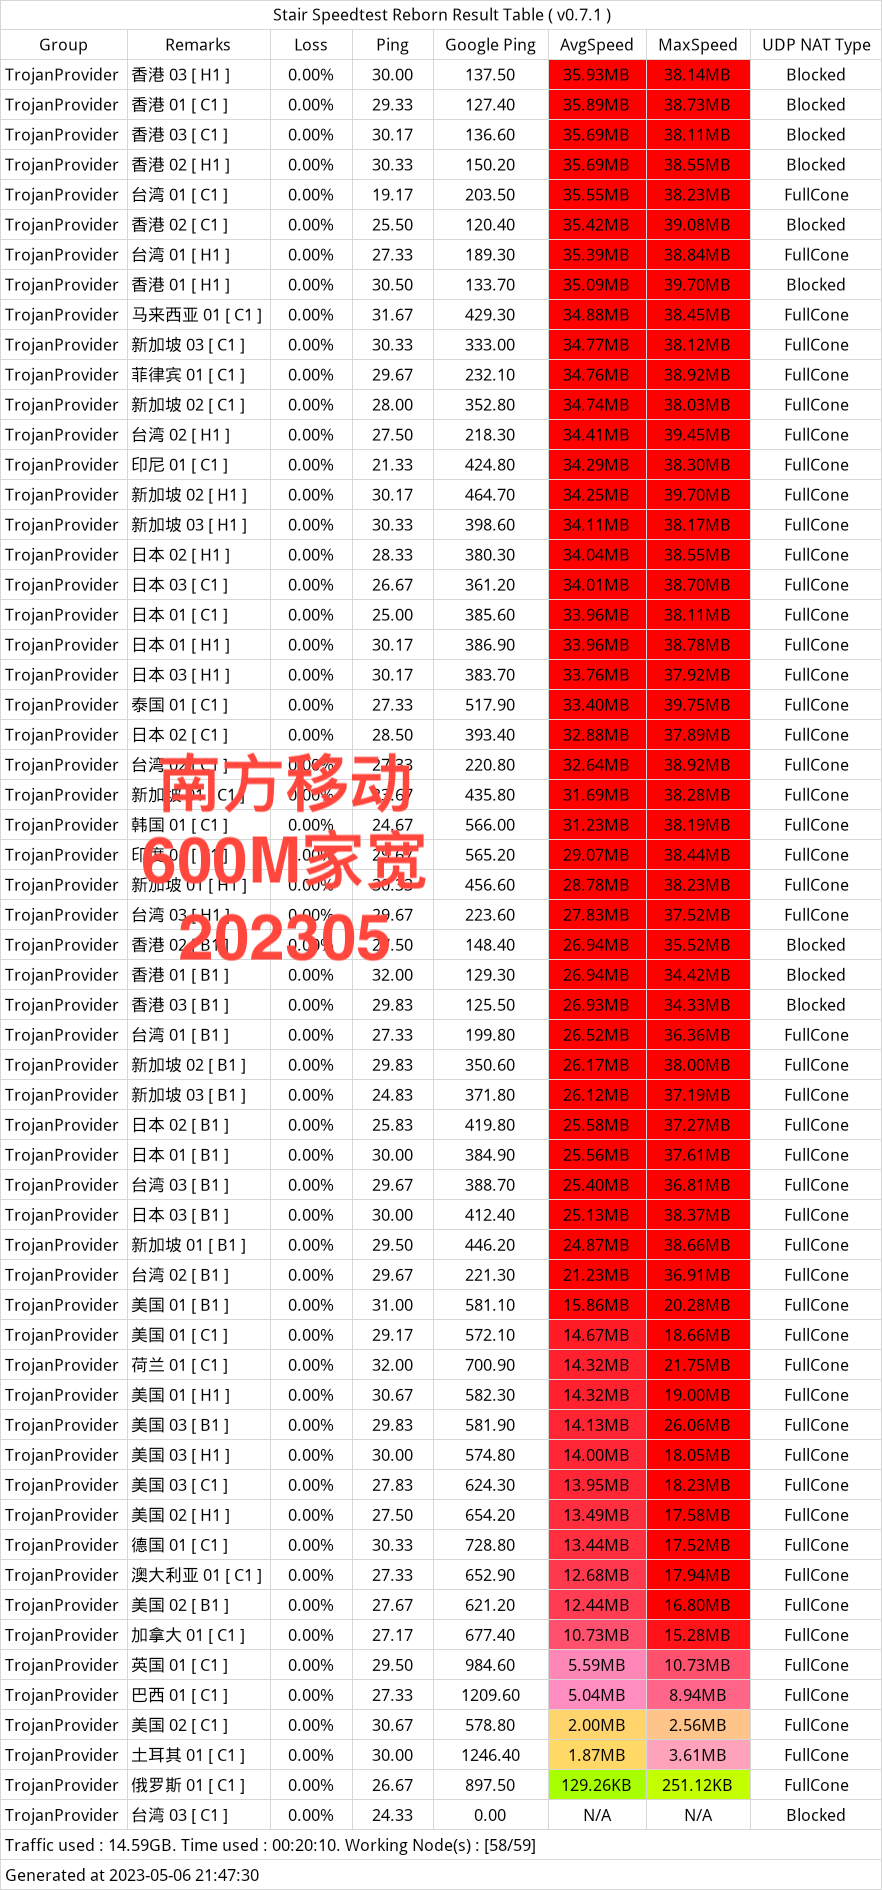 Stair Speedtest Reborn Result Table ( v0.7.1 )
Group Remarks Loss Ping Google Ping AvgSpeed MaxSpeed UDP NAT Type
TrojanProvider 香港 03 [ H1 ] 0.00% 30.00 137.50 35.93MB 38.14MB Blocked
TrojanProvider 香港 01 [ C1 ] 0.00% 29.33 127.40 35.89MB 38.73MB Blocked
TrojanProvider 香港 03 [ C1 ] 0.00% 30.17 136.60 35.69MB 38.11MB Blocked
TrojanProvider 香港 02 [ H1 ] 0.00% 30.33 150.20 35.69MB 38.55MB Blocked
TrojanProvider 台湾 01 [ C1 ] 0.00% 19.17 203.50 35.55MB 38.23MB FullCone
TrojanProvider 香港 02 [ C1 ] 0.00% 25.50 120.40 35.42MB 39.08MB Blocked
TrojanProvider 台湾 01 [ H1 ] 0.00% 27.33 189.30 35.39MB 38.84MB FullCone
TrojanProvider 香港 01 [ H1 ] 0.00% 30.50 133.70 35.09MB 39.70MB Blocked
TrojanProvider 马来西亚 01 [ C1 ] 0.00% 31.67 429.30 34.88MB 38.45MB FullCone
TrojanProvider 新加坡 03 [ C1 ] 0.00% 30.33 333.00 34.77MB 38.12MB FullCone
TrojanProvider 菲律宾 01 [ C1 ] 0.00% 29.67 232.10 34.76MB 38.92MB FullCone
TrojanProvider 新加坡 02 [ C1 ] 0.00% 28.00 352.80 34.74MB 38.03MB FullCone
TrojanProvider 台湾 02 [ H1 ] 0.00% 27.50 218.30 34.41MB 39.45MB FullCone
TrojanProvider 印尼 01 [ C1 ] 0.00% 21.33 424.80 34.29MB 38.30MB FullCone
TrojanProvider 新加坡 02 [ H1 ] 0.00% 30.17 464.70 34.25MB 39.70MB FullCone
TrojanProvider 新加坡 03 [ H1 ] 0.00% 30.33 398.60 34.11MB 38.17MB FullCone
TrojanProvider 日本 02 [ H1 ] 0.00% 28.33 380.30 34.04MB 38.55MB FullCone
TrojanProvider 日本 03 [ C1 ] 0.00% 26.67 361.20 34.01MB 38.70MB FullCone
TrojanProvider 日本 01 [ C1 ] 0.00% 25.00 385.60 33.96MB 38.11MB FullCone
TrojanProvider 日本 01 [ H1 ] 0.00% 30.17 386.90 33.96MB 38.78MB FullCone
TrojanProvider 日本 03 [ H1 ] 0.00% 30.17 383.70 33.76MB 37.92MB FullCone
TrojanProvider 泰国 01 [ C1 ] 0.00% 27.33 517.90 33.40MB 39.75MB FullCone
TrojanProvider 日本 02 [ C1 ] 0.00% 28.50 393.40 32.88MB 37.89MB FullCone
TrojanProvider 台湾 02 [ C1 ] 0.00% 27.33 220.80 32.64MB 38.92MB FullCone
南方移动
TrojanProvider 新加坡 01 [ C1 ] 0.00% 435.80 31.69MB 38.28MB FullCone
TrojanProvider 韩国 01 [ C1 ] 0.00% 24.67 566.00 31.23MB 38.19MB FullCone
TrojanProvider 印度 0.00% 29.67 565.20 29.07MB 38.44MB FullCone
600M家宽
TrojanProvider 新加坡 01 [ H1 ] 0.00% 30.33 456.60 28.78MB 38.23MB FullCone
TrojanProvider 台湾 03 [ H1 ] 0.00% 29.67 223.60 27.83MB 37.52MB FullCone
202305
TrojanProvider 香港 02 [ B1 ] 0.00% 148.40 26.94MB 35.52MB Blocked
TrojanProvider 香港 01 [ B1 ] 0.00% 32.00 129.30 26.94MB 34.42MB Blocked
TrojanProvider 香港 03 [ B1 ] 0.00% 29.83 125.50 26.93MB 34.33MB Blocked
TrojanProvider 台湾 01 [ B1 ] 0.00% 27.33 199.80 26.52MB 36.36MB FullCone
TrojanProvider 新加坡 02 [ B1 ] 0.00% 29.83 350.60 26.17MB 38.00MB FullCone
TrojanProvider 新加坡 03 [ B1 ] 0.00% 24.83 371.80 26.12MB 37.19MB FullCone
TrojanProvider 日本 02 [ B1 ] 0.00% 25.83 419.80 25.58MB 37.27MB FullCone
TrojanProvider 日本 01 [ B1 ] 0.00% 30.00 384.90 25.56MB 37.61MB FullCone
TrojanProvider 台湾 03 [ B1 ] 0.00% 29.67 388.70 25.40MB 36.81MB FullCone
TrojanProvider 日本 03 [ B1 ] 0.00% 30.00 412.40 25.13MB 38.37MB FullCone
TrojanProvider 新加坡 01 [ B1 ] 0.00% 29.50 446.20 24.87MB 38.66MB FullCone
TrojanProvider 台湾 02 [ B1 ] 0.00% 29.67 221.30 21.23MB 36.91MB FullCone
TrojanProvider 美国 01 [ B1 ] 0.00% 31.00 581.10 15.86MB 20.28MB FullCone
TrojanProvider 美国 01 [ C1 ] 0.00% 29.17 572.10 14.67MB 18.66MB FullCone
TrojanProvider 荷兰 01 [ C1 ] 0.00% 32.00 700.90 14.32MB 21.75MB FullCone
TrojanProvider 美国 01 [ H1 ] 0.00% 30.67 582.30 14.32MB 19.00MB FullCone
TrojanProvider 美国 03 [ B1 ] 0.00% 29.83 581.90 14.13MB 26.06MB FullCone
TrojanProvider 美国 03 [ H1 ] 0.00% 30.00 574.80 14.00MB 18.05MB FullCone
TrojanProvider 美国 03 [ C1 ] 0.00% 27.83 624.30 13.95MB 18.23MB FullCone
TrojanProvider 美国 02 [ H1 ] 0.00% 27.50 654.20 13.49MB 17.58MB FullCone
TrojanProvider 德国 01 [ C1 ] 0.00% 30.33 728.80 13.44MB 17.52MB FullCone
TrojanProvider 澳大利亚 01 [ C1 ] 0.00% 27.33 652.90 12.68MB 17.94MB FullCone
TrojanProvider 美国 02 [ B1 ] 0.00% 27.67 621.20 12.44MB 16.80MB FullCone
TrojanProvider 加拿大 01 [ C1 ] 0.00% 27.17 677.40 10.73MB 15.28MB FullCone
TrojanProvider 英国 01 [ C1 ] 0.00% 29.50 984.60 5.59MB 10.73MB FullCone
TrojanProvider 巴西 01 [ C1 ] 0.00% 27.33 1209.60 5.04MB 8.94MB FullCone
TrojanProvider 美国 02 [ C1 ] 0.00% 30.67 578.80 2.00MB 2.56MB FullCone
TrojanProvider 土耳其 01 [ C1 ] 0.00% 30.00 1246.40 1.87MB 3.61MB FullCone
TrojanProvider 俄罗斯 01 [ C1 ] 0.00% 26.67 897.50 129.26KB 251.12KB FullCone
TrojanProvider 台湾 03 [ C1 ] 0.00% 24.33 0.00 N/A N/A Blocked
Traffic used : 14.59GB. Time used : 00:20:10. Working Node(s) : [58/59]
Generated at 2023-05-06 21:47:30